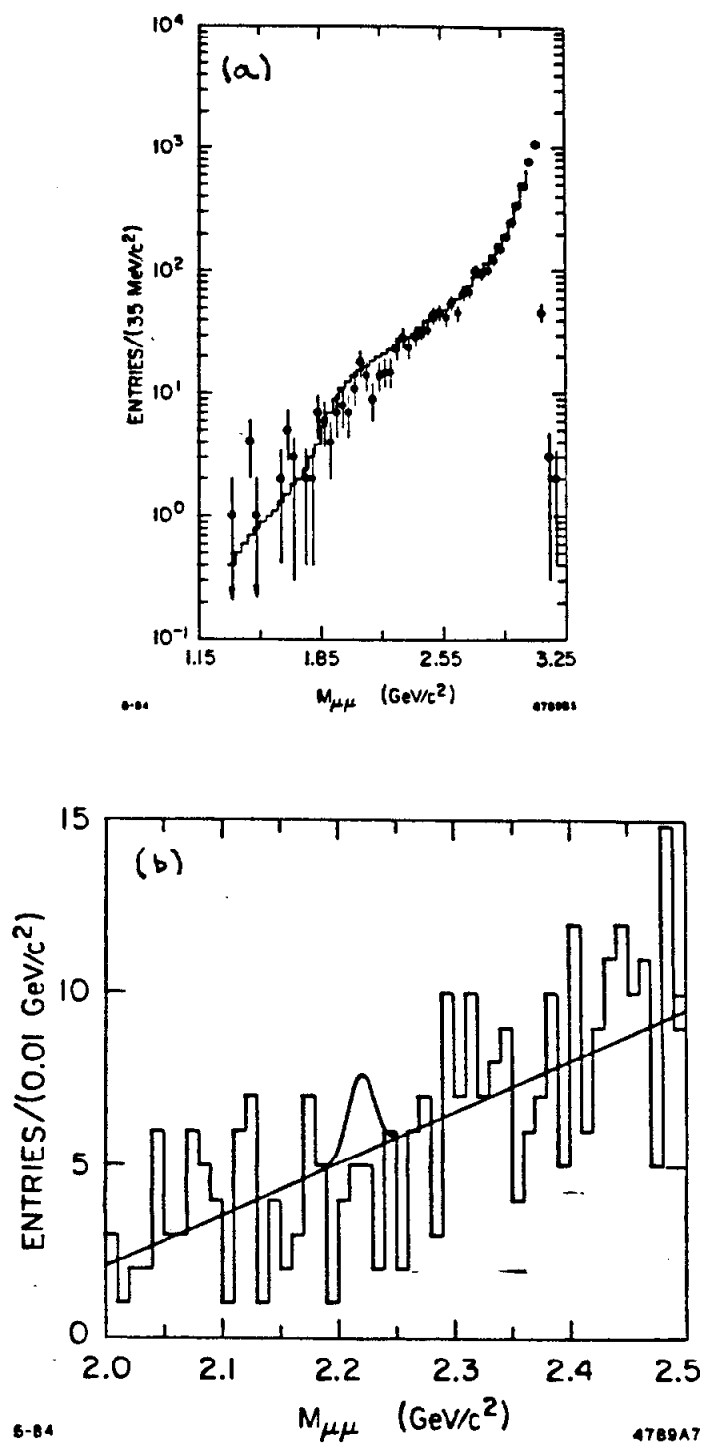 (a)
10⁴
10³
10²
10¹
10⁰
10⁻¹
ENTRIES/(35 MeV/c²)
1.15 1.85 2.55 3.25
Mμμ (GeV/c²)
6-84
(b)
15
10
5
0
ENTRIES/(0.01 GeV/c²)
2.0 2.1 2.2 2.3 2.4 2.5
Mμμ (GeV/c²)
5-84 4789A7